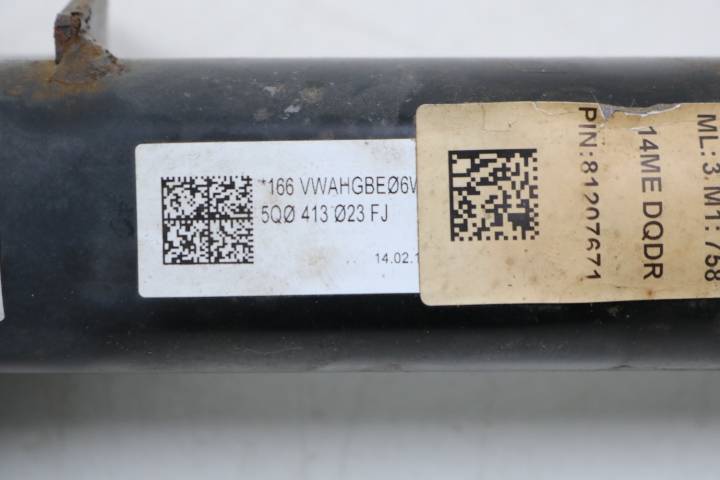 *166 VWAHGBEØ6V
5QØ 413 Ø23 FJ
14.02.1
PIN:81207671
14ME DQDR
ML:3/M1:758